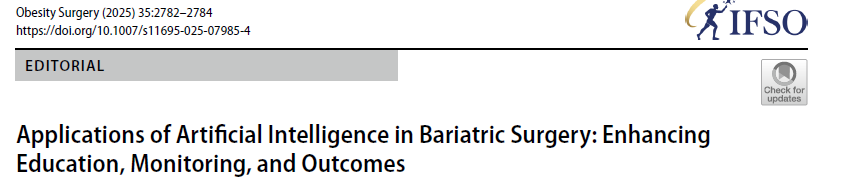 Obesity Surgery (2025) 35:2782–2784
https://doi.org/10.1007/s11695-025-07985-4
IFSO
EDITORIAL
Check for
updates
Applications of Artificial Intelligence in Bariatric Surgery: Enhancing
Education, Monitoring, and Outcomes